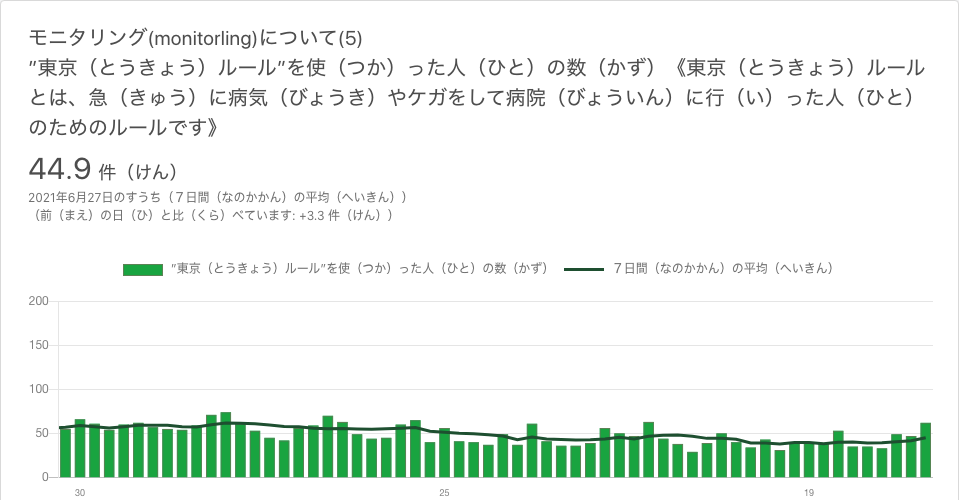 モニタリング(monitorling)について(5)
”東京（とうきょう）ルール”を使（つか）った人（ひと）の数（かず）《東京（とうきょう）ルール
とは、急（きゅう）に病気（びょうき）やケガをして病院（びょういん）に行（い）った人（ひと）
のためのルールです》
44.9 件（けん）
2021年6月27日のすうち（７日間（なのかかん）の平均（へいきん））
（前（まえ）の日（ひ）と比（くら）べています: +3.3 件（けん））
”東京（とうきょう）ルール”を使（つか）った人（ひと）の数（かず） ７日間（なのかかん）の平均（へいきん）
200
150
100
50
0
30 25 19